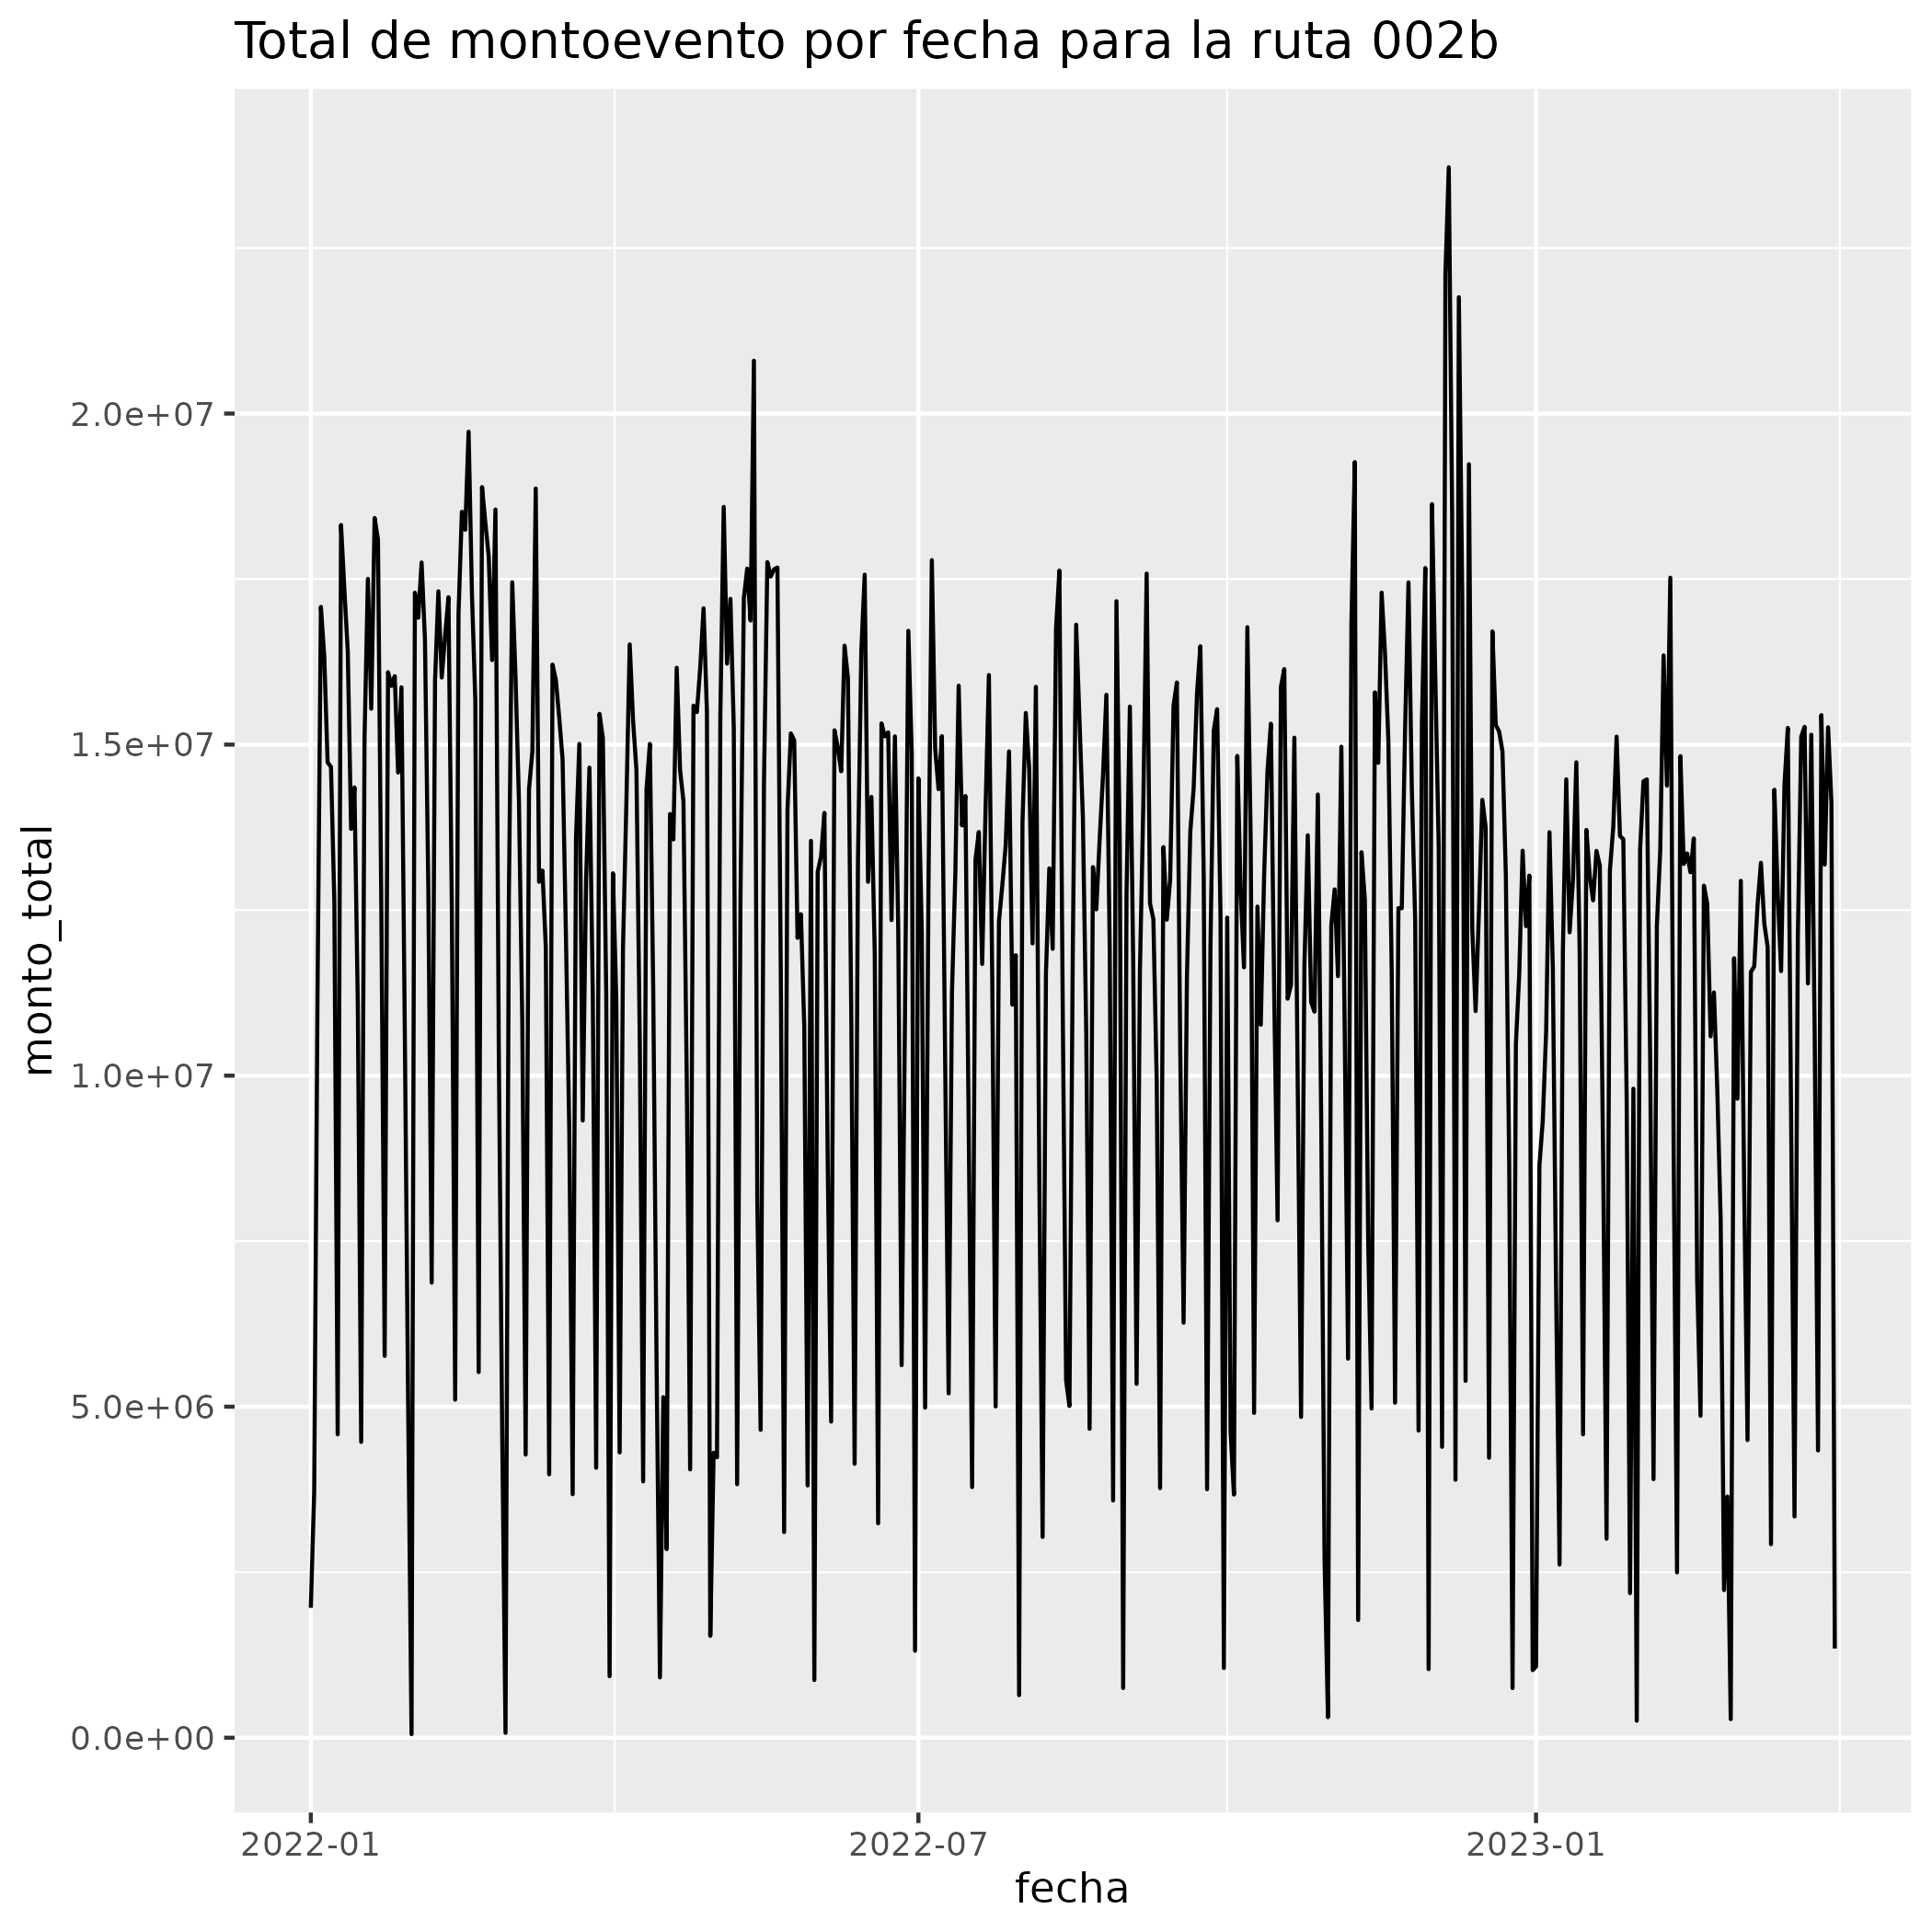 Total de montoevento por fecha para la ruta 002b
monto_total
2.0e+07
1.5e+07
1.0e+07
5.0e+06
0.0e+00
2022-01
2022-07
2023-01
fecha